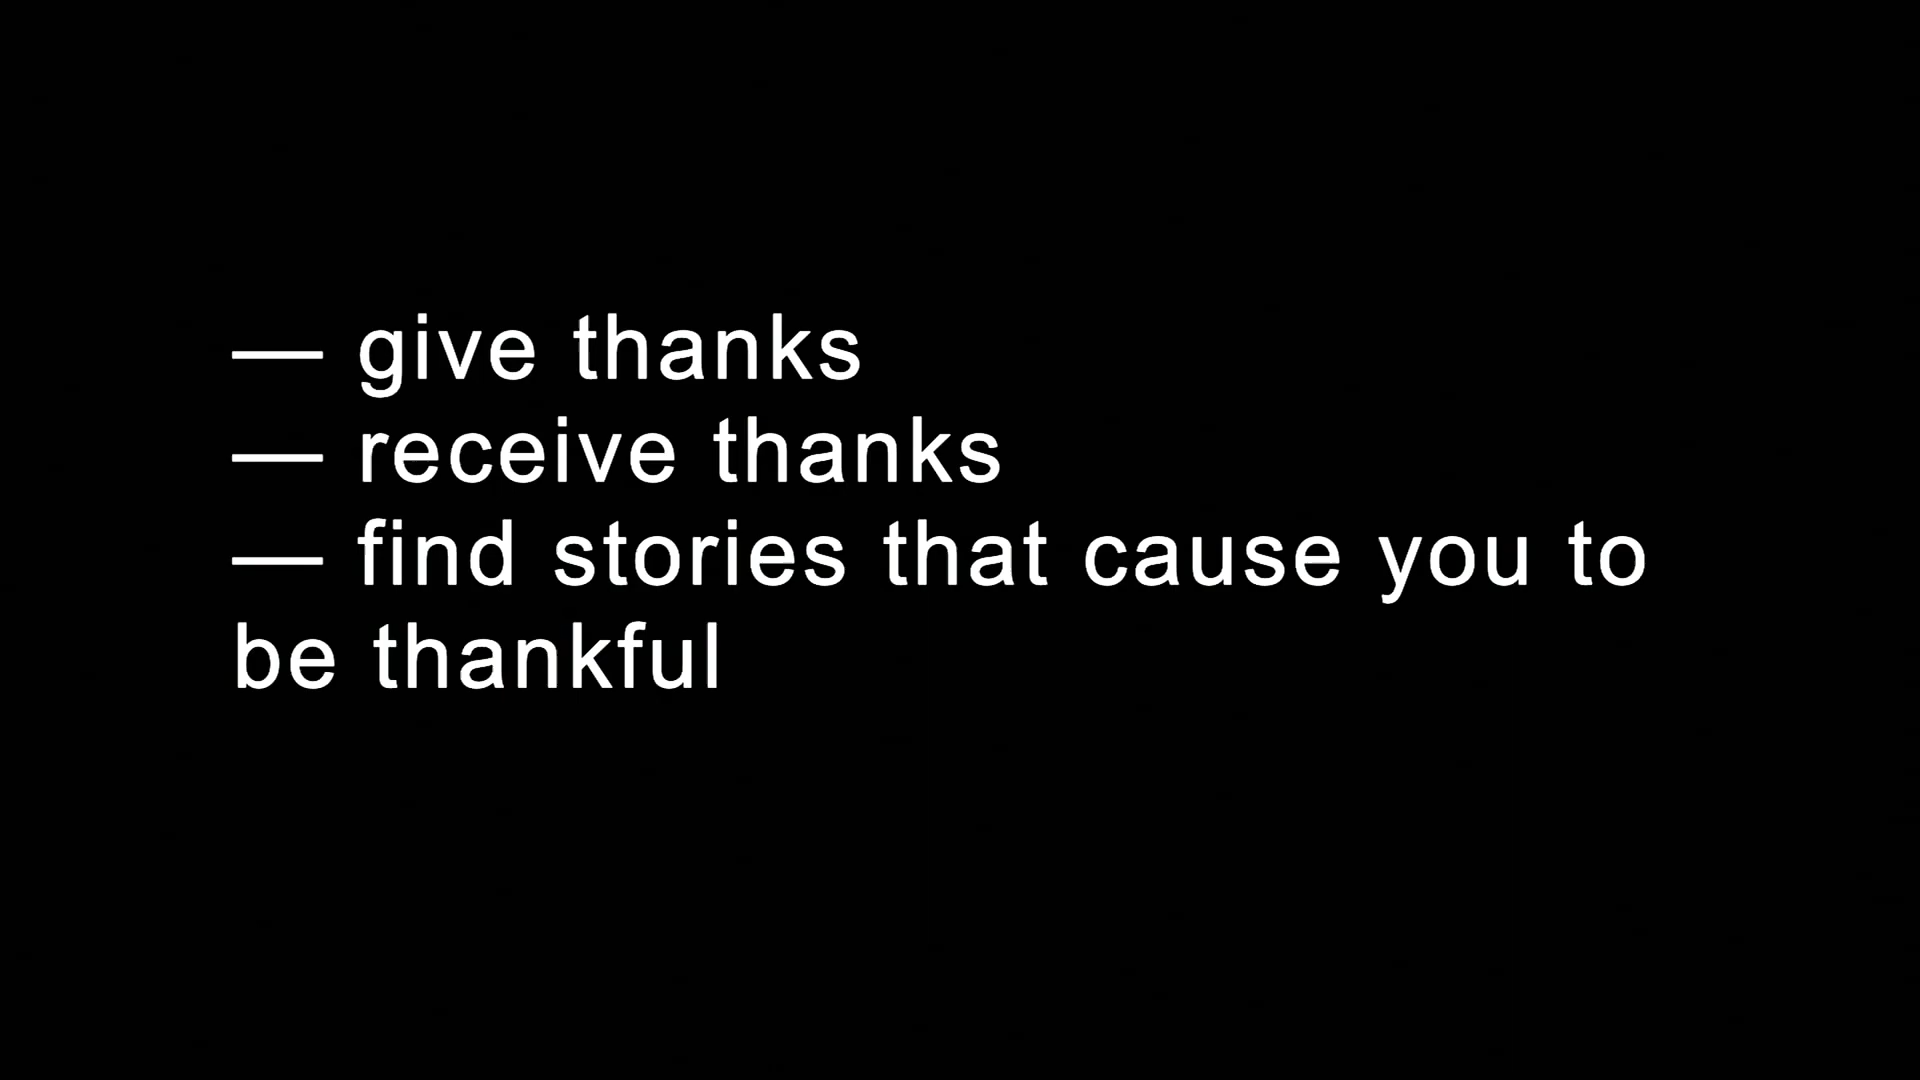 — give thanks
— receive thanks
— find stories that cause you to
be thankful